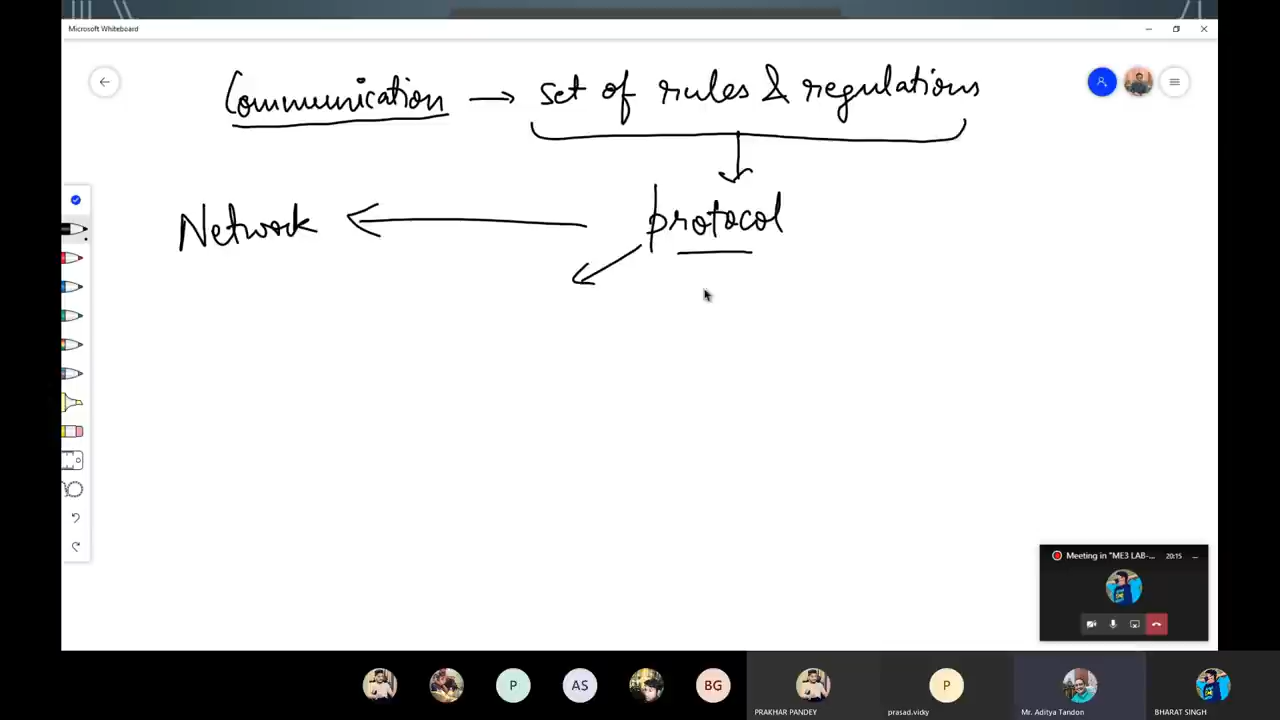 Microsoft Whiteboard
Communication → set of rules & regulations
Network ← protocol
Meeting in "ME3 LAB-... 20:15
P AS BG P
PRAKHAR PANDEY prasad.vicky Mr. Aditya Tandon BHARAT SINGH